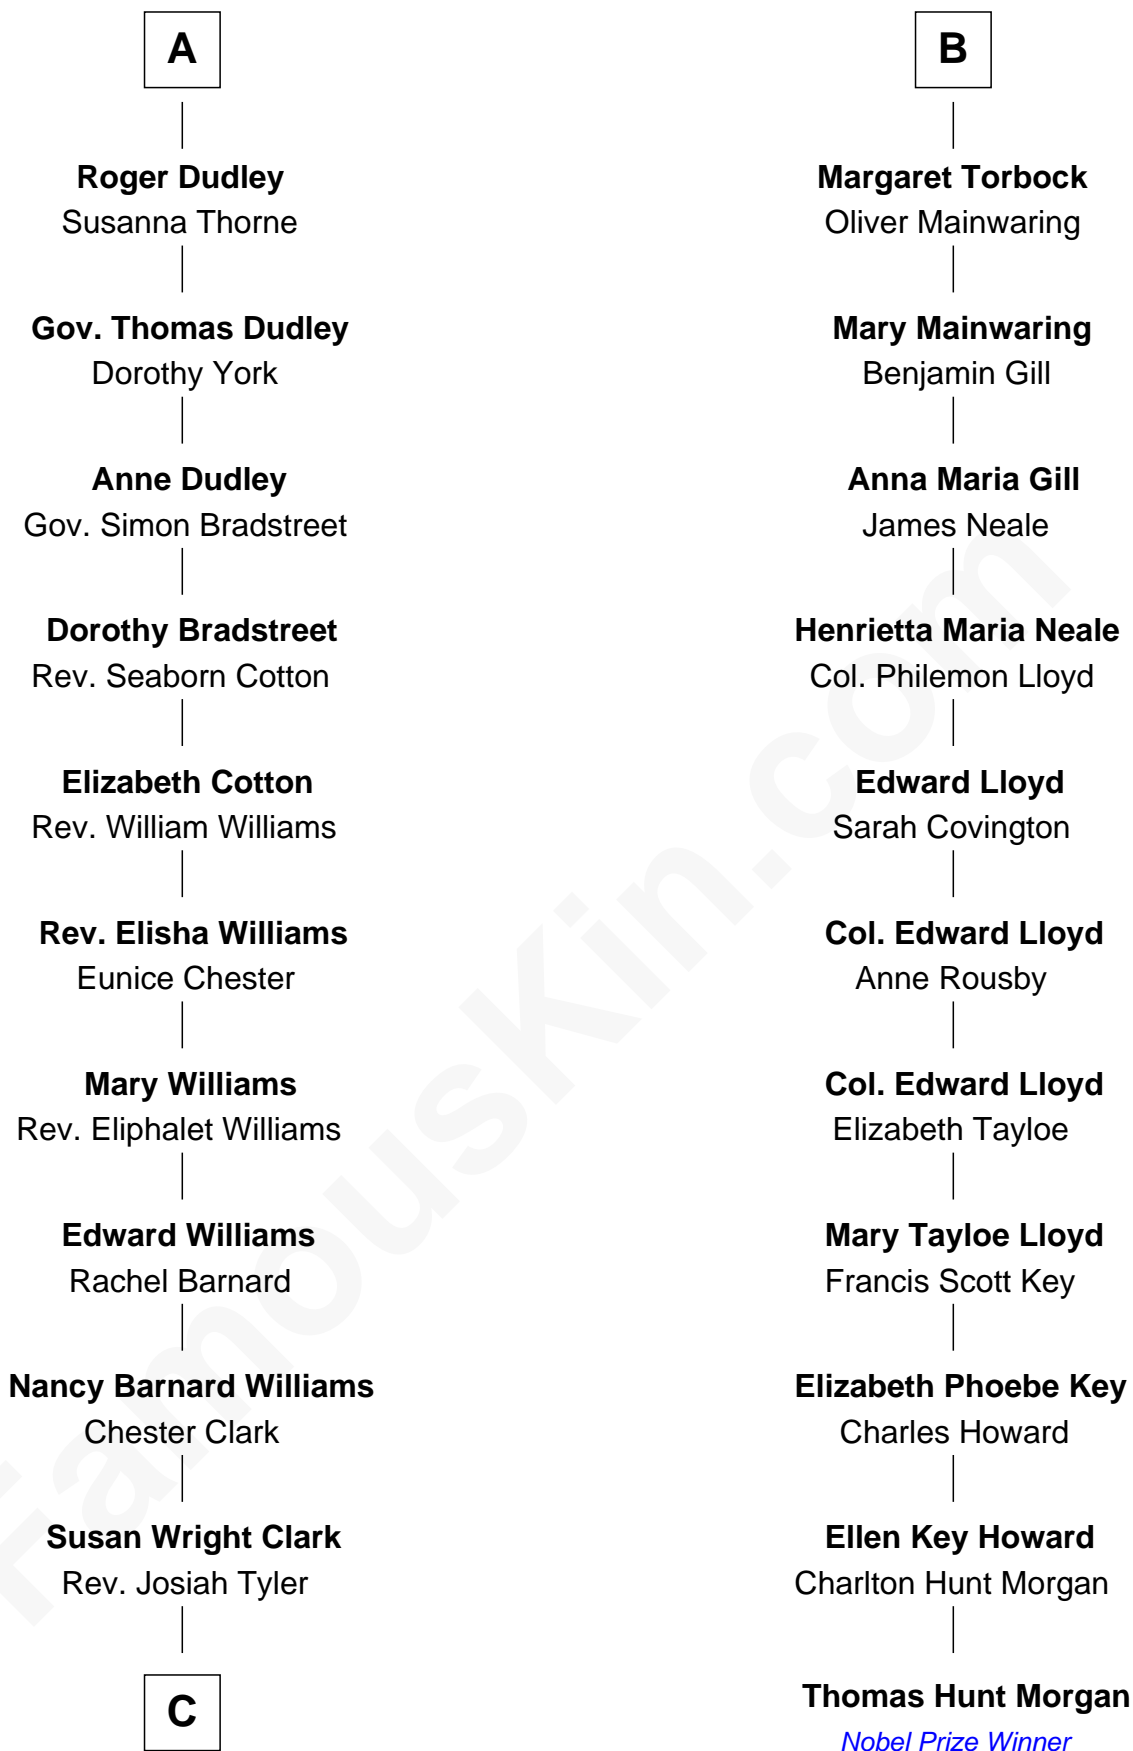 A
Roger Dudley
Susanna Thorne
Gov. Thomas Dudley
Dorothy York
Anne Dudley
Gov. Simon Bradstreet
Dorothy Bradstreet
Rev. Seaborn Cotton
Elizabeth Cotton
Rev. William Williams
Rev. Elisha Williams
Eunice Chester
Mary Williams
Rev. Eliphalet Williams
Edward Williams
Rachel Barnard
Nancy Barnard Williams
Chester Clark
Susan Wright Clark
Rev. Josiah Tyler
C
B
Margaret Torbock
Oliver Mainwaring
Mary Mainwaring
Benjamin Gill
Anna Maria Gill
James Neale
Henrietta Maria Neale
Col. Philemon Lloyd
Edward Lloyd
Sarah Covington
Col. Edward Lloyd
Anne Rousby
Col. Edward Lloyd
Elizabeth Tayloe
Mary Tayloe Lloyd
Francis Scott Key
Elizabeth Phoebe Key
Charles Howard
Ellen Key Howard
Charlton Hunt Morgan
Thomas Hunt Morgan
Nobel Prize Winner
FamousKin.com